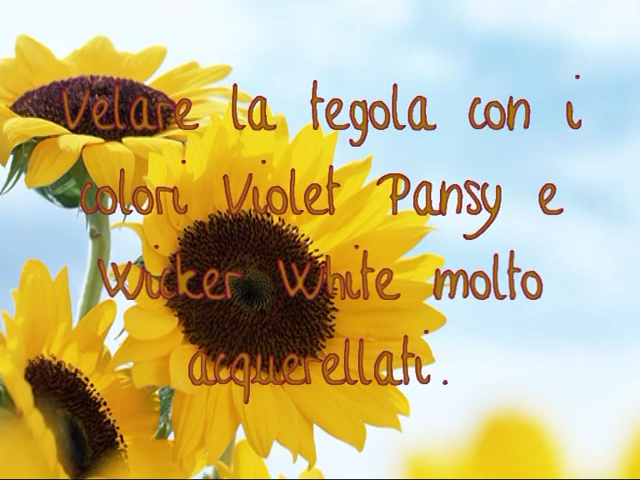 Velare la tegola con i
colori Violet Pansy e
Wicker White molto
acquerellati.